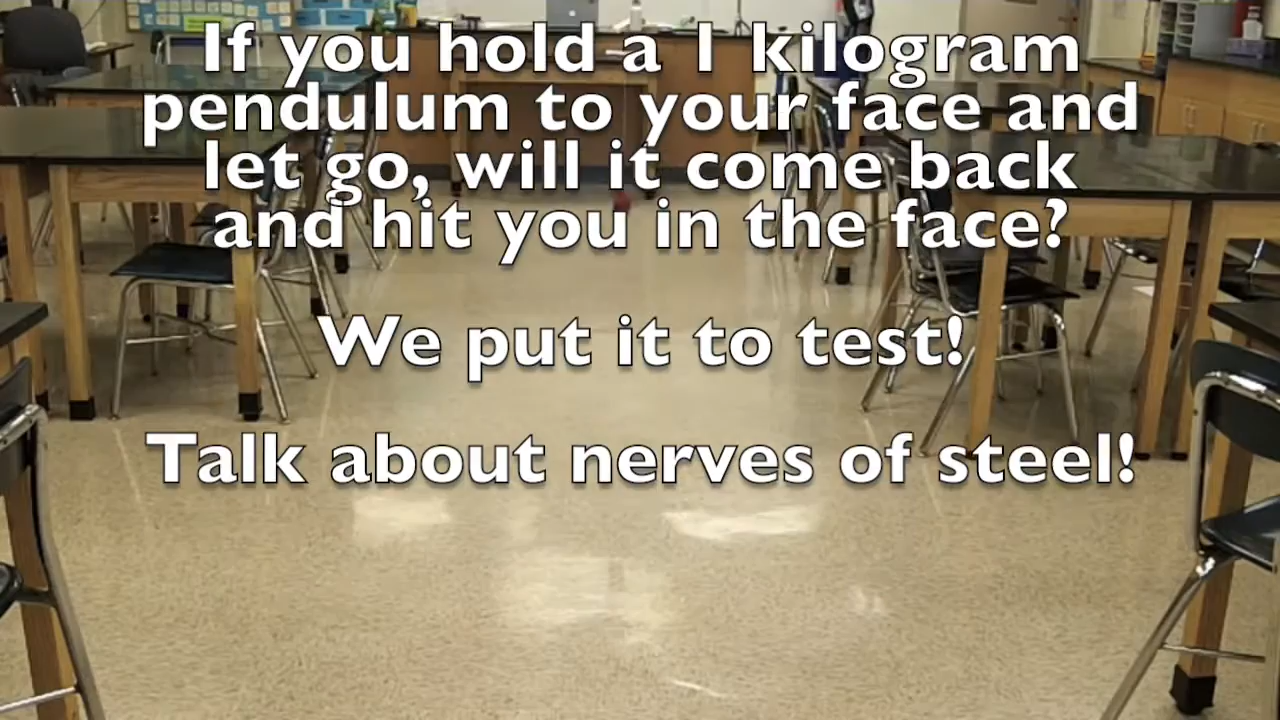 If you hold a 1 kilogram
pendulum to your face and
let go, will it come back
and hit you in the face?
We put it to test!
Talk about nerves of steel!